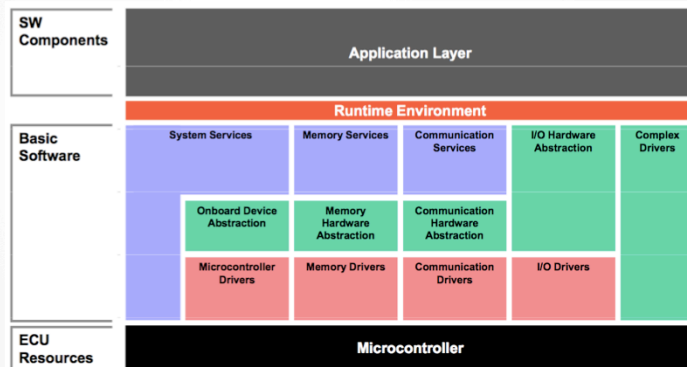 SW
Components
Application Layer
Runtime Environment
Basic
Software
System Services
Memory Services
Communication
Services
I/O Hardware
Abstraction
Complex
Drivers
Onboard Device
Abstraction
Memory
Hardware
Abstraction
Communication
Hardware
Abstraction
Microcontroller
Drivers
Memory Drivers
Communication
Drivers
I/O Drivers
ECU
Resources
Microcontroller